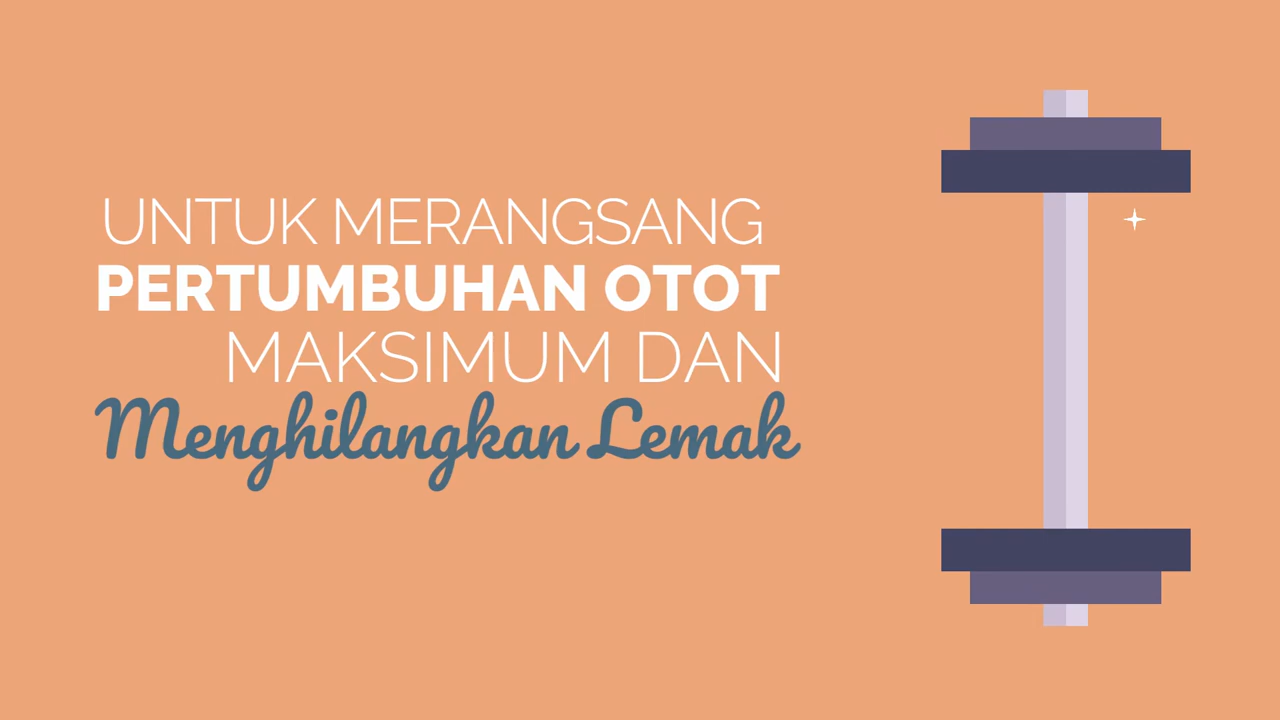 UNTUK MERANGSANG
PERTUMBUHAN OTOT
MAKSIMUM DAN
Menghilangkan Lemak